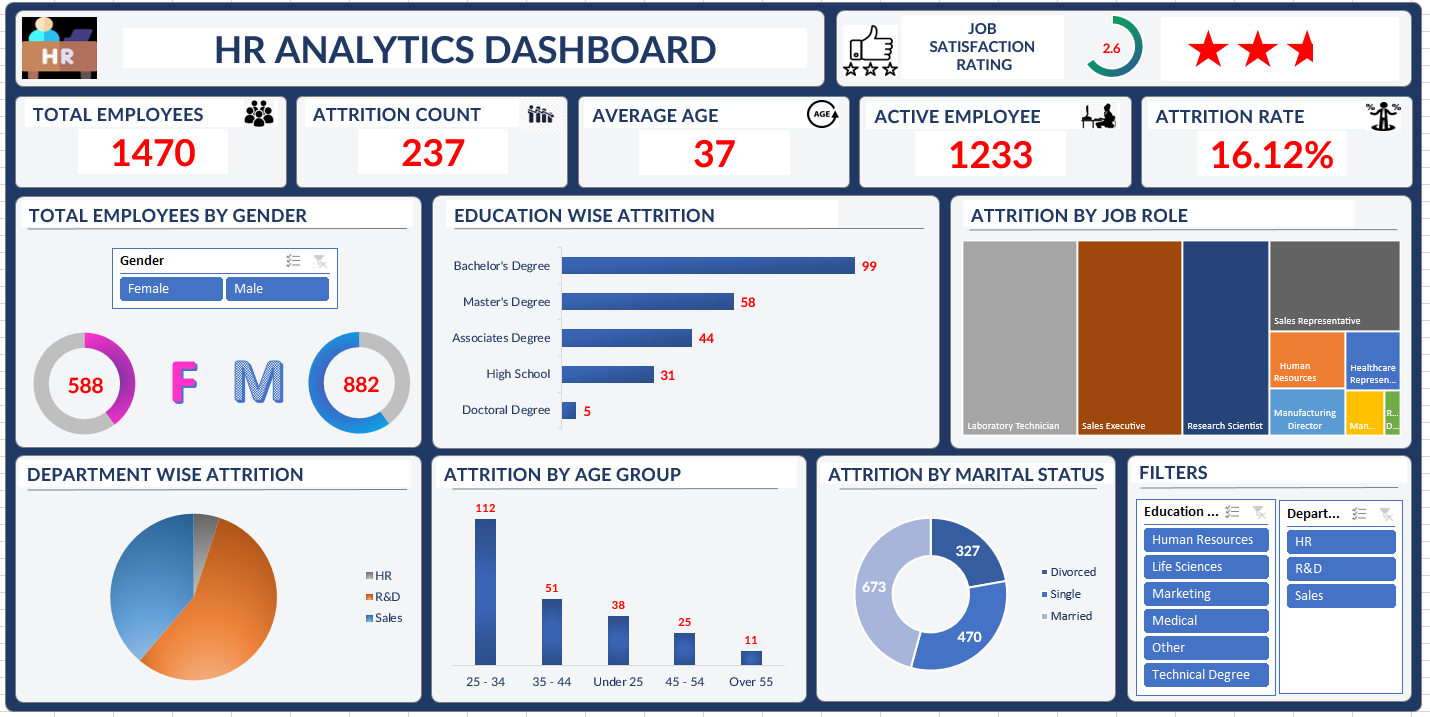 HR
HR ANALYTICS DASHBOARD
JOB
SATISFACTION
RATING
2.6
TOTAL EMPLOYEES
1470
ATTRITION COUNT
237
AVERAGE AGE
AGE
37
ACTIVE EMPLOYEE
1233
ATTRITION RATE
% %
16.12%
TOTAL EMPLOYEES BY GENDER
Gender
Female Male
588
F
M
882
EDUCATION WISE ATTRITION
Bachelor's Degree 99
Master's Degree 58
Associates Degree 44
High School 31
Doctoral Degree 5
ATTRITION BY JOB ROLE
Laboratory Technician
Sales Executive
Research Scientist
Sales Representative
Human
Resources
Healthcare
Represen...
Manufacturing
Director
Man...
R...
D...
DEPARTMENT WISE ATTRITION
HR
R&D
Sales
ATTRITION BY AGE GROUP
112
51
38
25
11
25 - 34 35 - 44 Under 25 45 - 54 Over 55
ATTRITION BY MARITAL STATUS
327
673
470
Divorced
Single
Married
FILTERS
Education ...
Human Resources
Life Sciences
Marketing
Medical
Other
Technical Degree
Depart...
HR
R&D
Sales